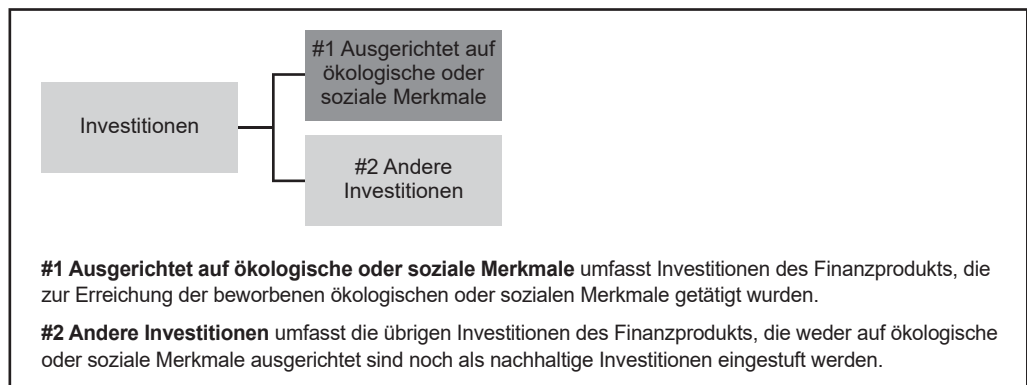 #1 Ausgerichtet auf
ökologische oder
soziale Merkmale
Investitionen
#2 Andere
Investitionen
#1 Ausgerichtet auf ökologische oder soziale Merkmale umfasst Investitionen des Finanzprodukts, die
zur Erreichung der beworbenen ökologischen oder sozialen Merkmale getätigt wurden.
#2 Andere Investitionen umfasst die übrigen Investitionen des Finanzprodukts, die weder auf ökologische
oder soziale Merkmale ausgerichtet sind noch als nachhaltige Investitionen eingestuft werden.